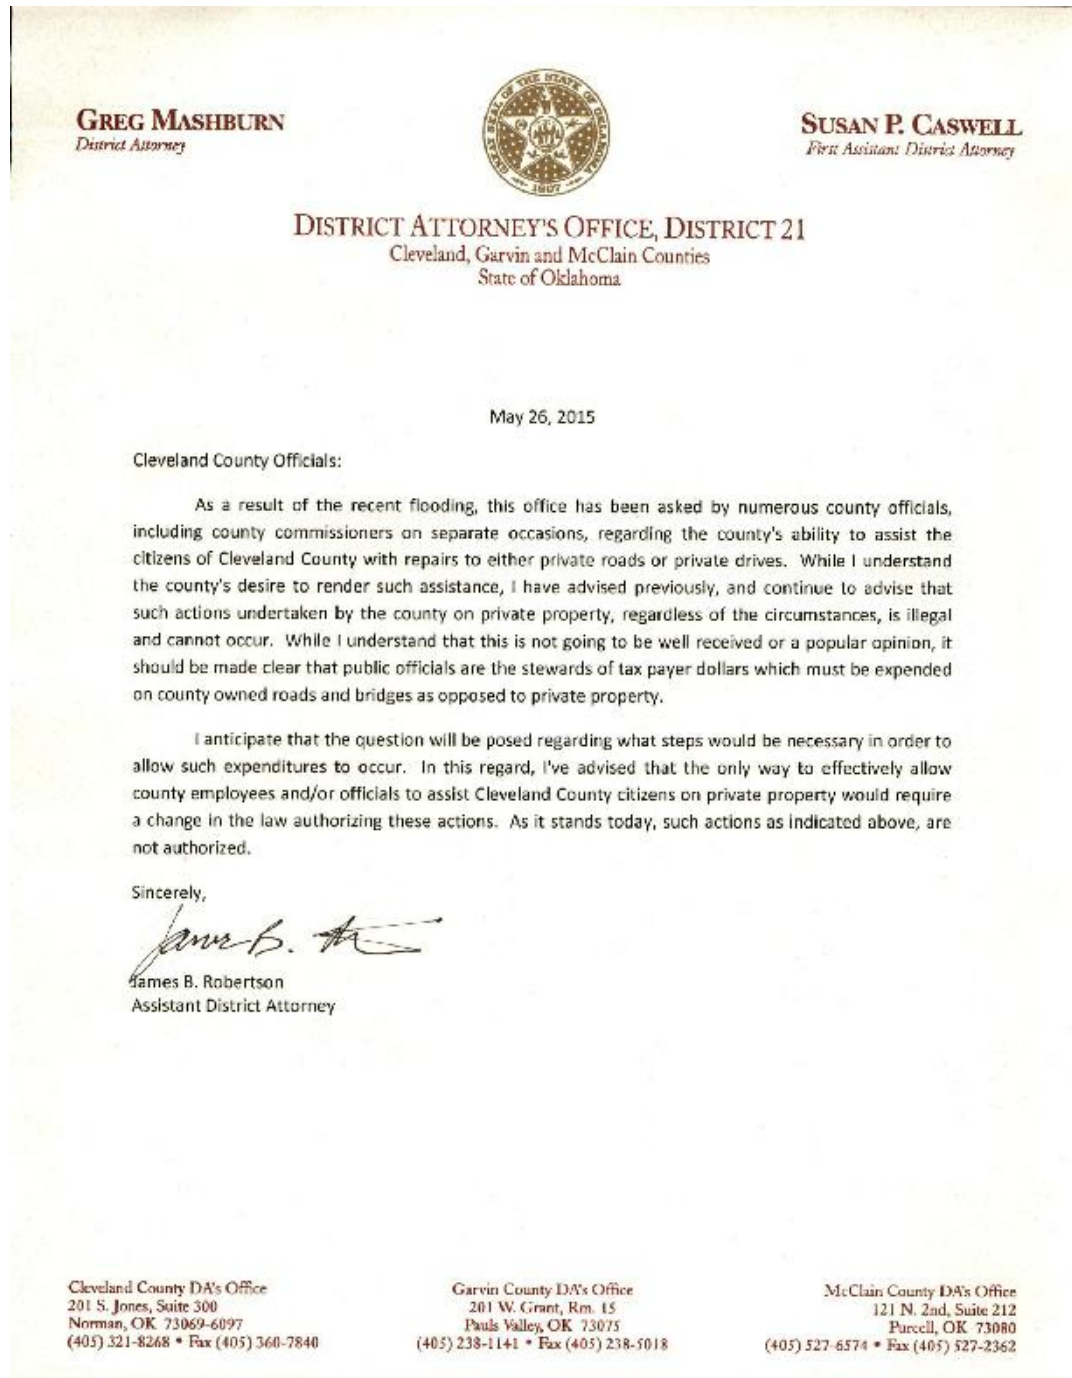 GREG MASHBURN
District Attorney
GREAT SEAL OF THE STATE OF OKLAHOMA
1907
SUSAN P. CASWELL
First Assistant District Attorney
DISTRICT ATTORNEY'S OFFICE, DISTRICT 21
Cleveland, Garvin and McClain Counties
State of Oklahoma
May 26, 2015
Cleveland County Officials:
As a result of the recent flooding, this office has been asked by numerous county officials,
including county commissioners on separate occasions, regarding the county's ability to assist the
citizens of Cleveland County with repairs to either private roads or private drives. While I understand
the county's desire to render such assistance, I have advised previously, and continue to advise that
such actions undertaken by the county on private property, regardless of the circumstances, is illegal
and cannot occur. While I understand that this is not going to be well received or a popular opinion, it
should be made clear that public officials are the stewards of tax payer dollars which must be expended
on county owned roads and bridges as opposed to private property.
I anticipate that the question will be posed regarding what steps would be necessary in order to
allow such expenditures to occur. In this regard, I've advised that the only way to effectively allow
county employees and/or officials to assist Cleveland County citizens on private property would require
a change in the law authorizing these actions. As it stands today, such actions as indicated above, are
not authorized.
Sincerely,
James B. Robertson
Assistant District Attorney
Cleveland County DA's Office
201 S. Jones, Suite 300
Norman, OK 73069-6097
(405) 321-8268 • Fax (405) 360-7840
Garvin County DA's Office
201 W. Grant, Rm. 15
Pauls Valley, OK 73075
(405) 238-1141 • Fax (405) 238-5018
McClain County DA's Office
121 N. 2nd, Suite 212
Purcell, OK 73080
(405) 527-6574 • Fax (405) 527-2362